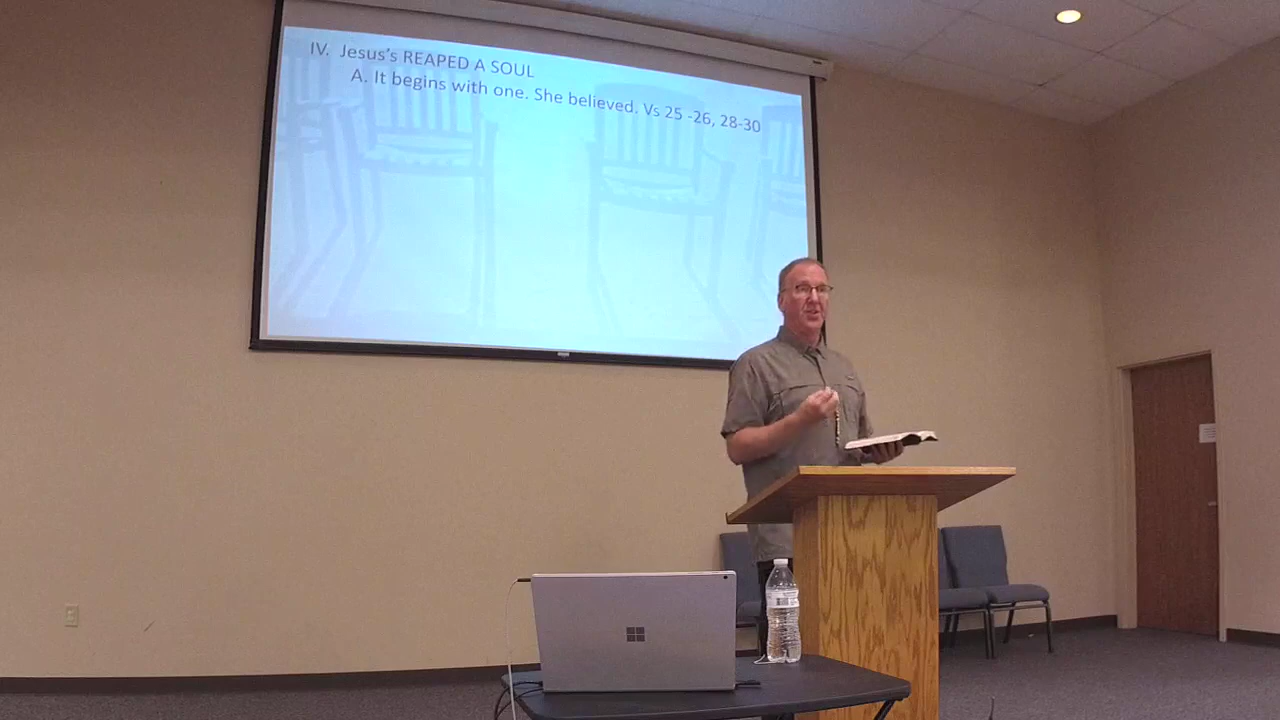 IV. Jesus's REAPED A SOUL
A. It begins with one. She believed. Vs 25 -26, 28-30